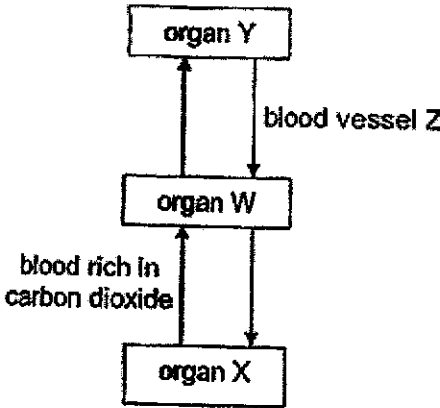 organ Y
blood vessel Z
organ W
blood rich in
carbon dioxide
organ X